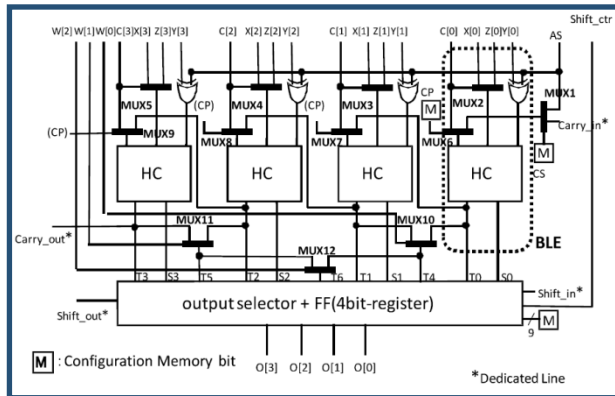 Shift_ctr
W[2] W[1] W[0] C[3] X[3] Z[3] Y[3] C[2] X[2] Z[2] Y[2] C[1] X[1] Z[1] Y[1] C[0] X[0] Z[0] Y[0] AS
MUX5 MUX4 MUX3 CP MUX2 MUX1
M
(CP) (CP)
(CP) MUX9 MUX8 MUX7 MUX6 Carry_in*
HC HC HC HC M
CS
MUX11 MUX10
Carry_out* MUX12 BLE
T3 S3 T5 T2 S2 T6 T1 S1 T4 T0 S0
output selector + FF(4bit-register) Shift_in*
Shift_out* M
9
M : Configuration Memory bit
O[3] O[2] O[1] O[0]
*Dedicated Line